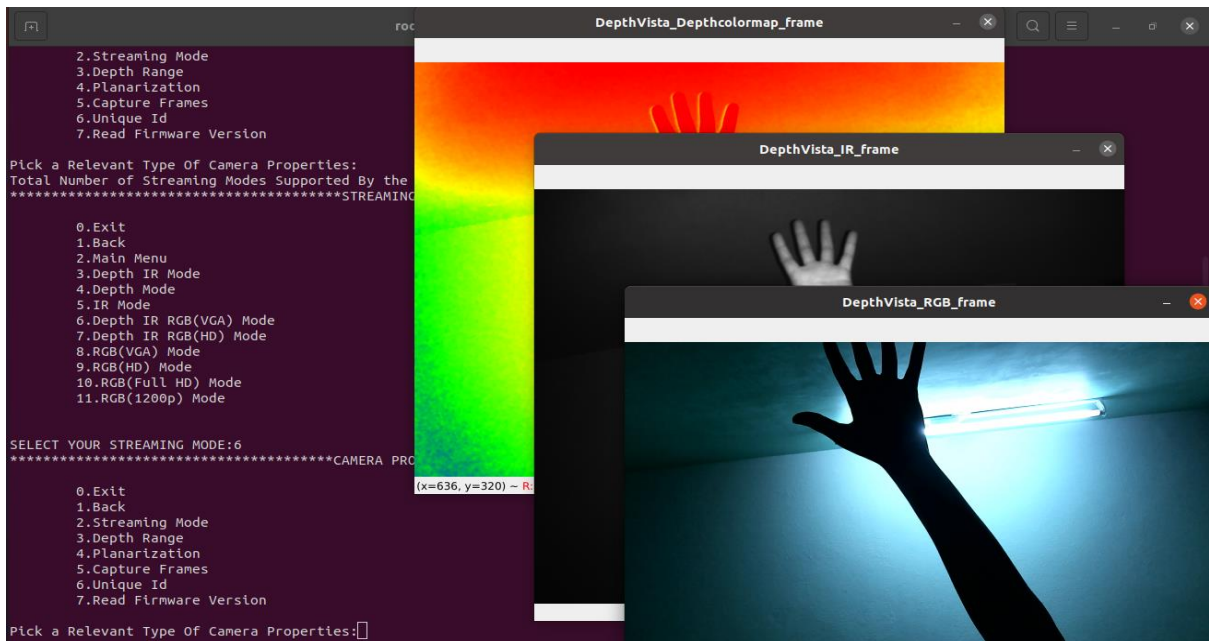 roc
2.Streaming Mode
3.Depth Range
4.Planarization
5.Capture Frames
6.Unique Id
7.Read Firmware Version
Pick a Relevant Type Of Camera Properties:
Total Number of Streaming Modes Supported By the
****************************************STREAMING
0.Exit
1.Back
2.Main Menu
3.Depth IR Mode
4.Depth Mode
5.IR Mode
6.Depth IR RGB(VGA) Mode
7.Depth IR RGB(HD) Mode
8.RGB(VGA) Mode
9.RGB(HD) Mode
10.RGB(Full HD) Mode
11.RGB(1200p) Mode
SELECT YOUR STREAMING MODE:6
***************************************CAMERA PRO
0.Exit
1.Back
2.Streaming Mode
3.Depth Range
4.Planarization
5.Capture Frames
6.Unique Id
7.Read Firmware Version
Pick a Relevant Type Of Camera Properties:
DepthVista_Depthcolormap_frame
(x=636, y=320) ~ R:
DepthVista_IR_frame
DepthVista_RGB_frame